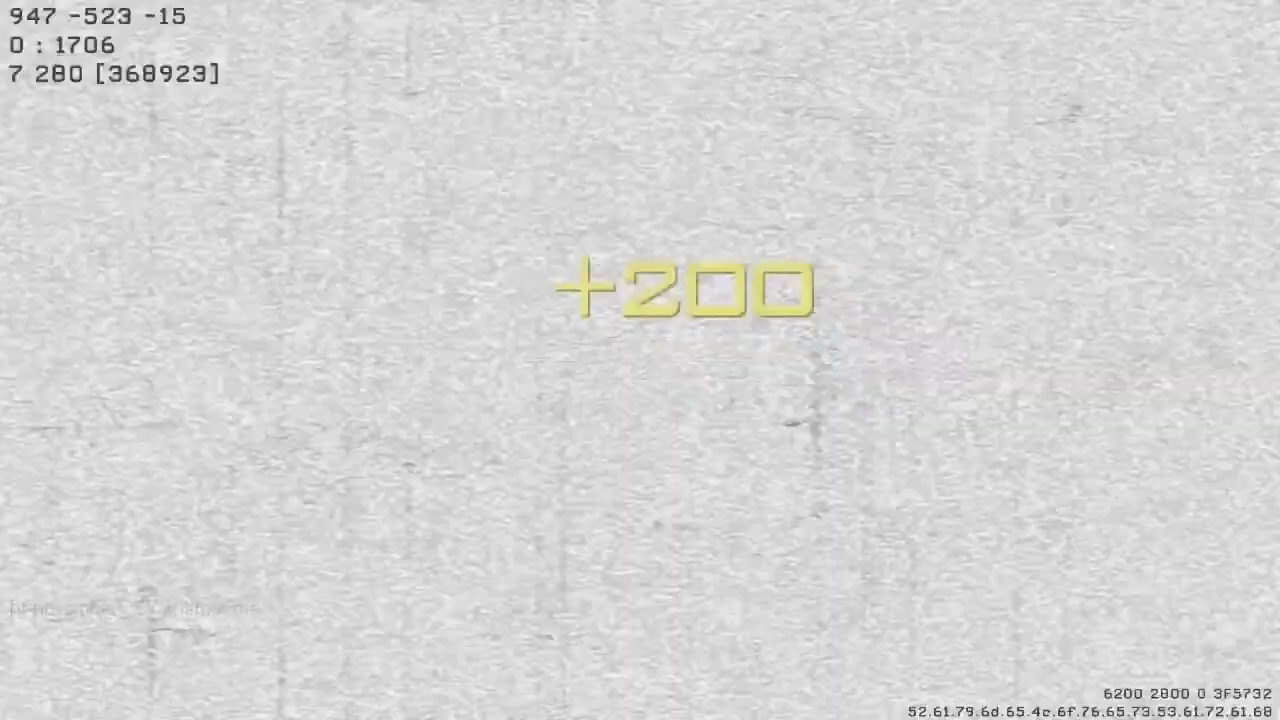 947 -523 -15
0 : 1706
7 280 [368923]
+200
6200 2800 0 3F5732
52.61.79.6d.65.4c.6f.76.65.73.53.61.72.61.68